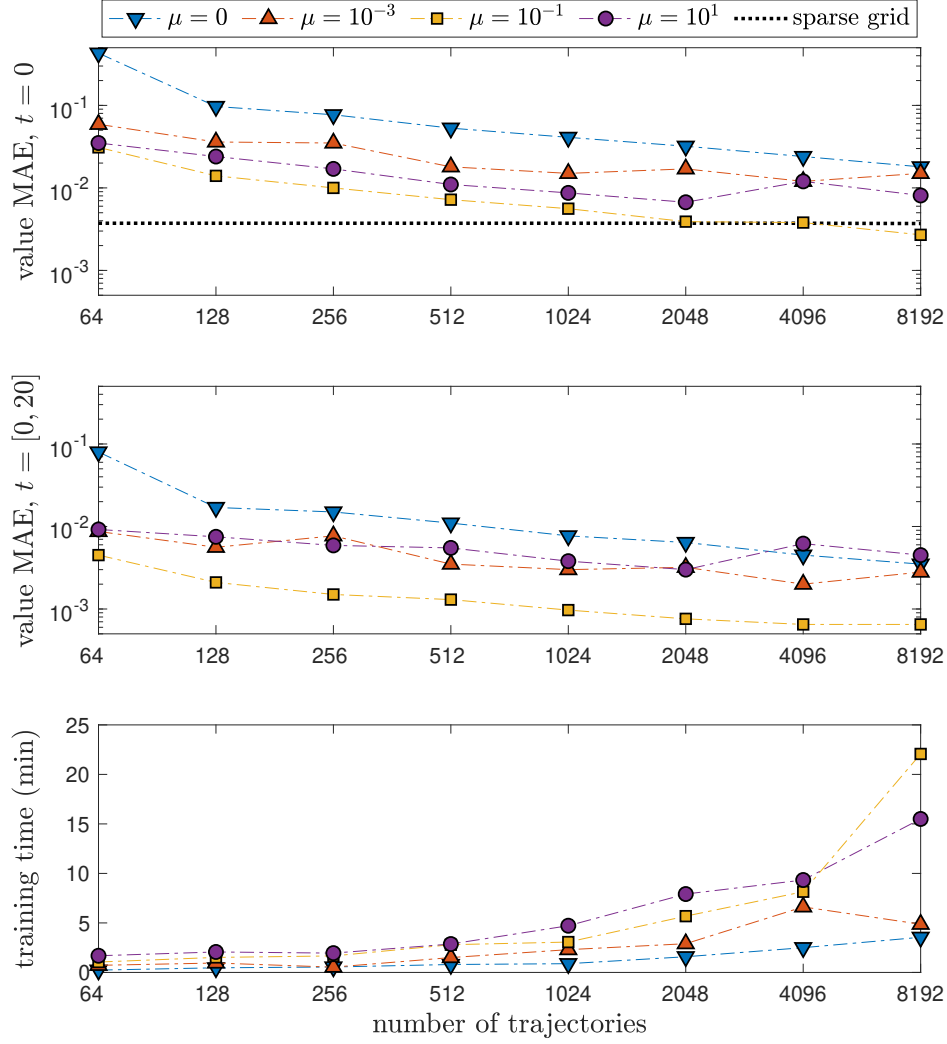 μ = 0 μ = 10⁻³ μ = 10⁻¹ μ = 10¹ sparse grid
value MAE, t = 0
10⁻¹
10⁻²
10⁻³
64 128 256 512 1024 2048 4096 8192
value MAE, t = [0, 20]
10⁻¹
10⁻²
10⁻³
64 128 256 512 1024 2048 4096 8192
training time (min)
25
20
15
10
5
0
64 128 256 512 1024 2048 4096 8192
number of trajectories